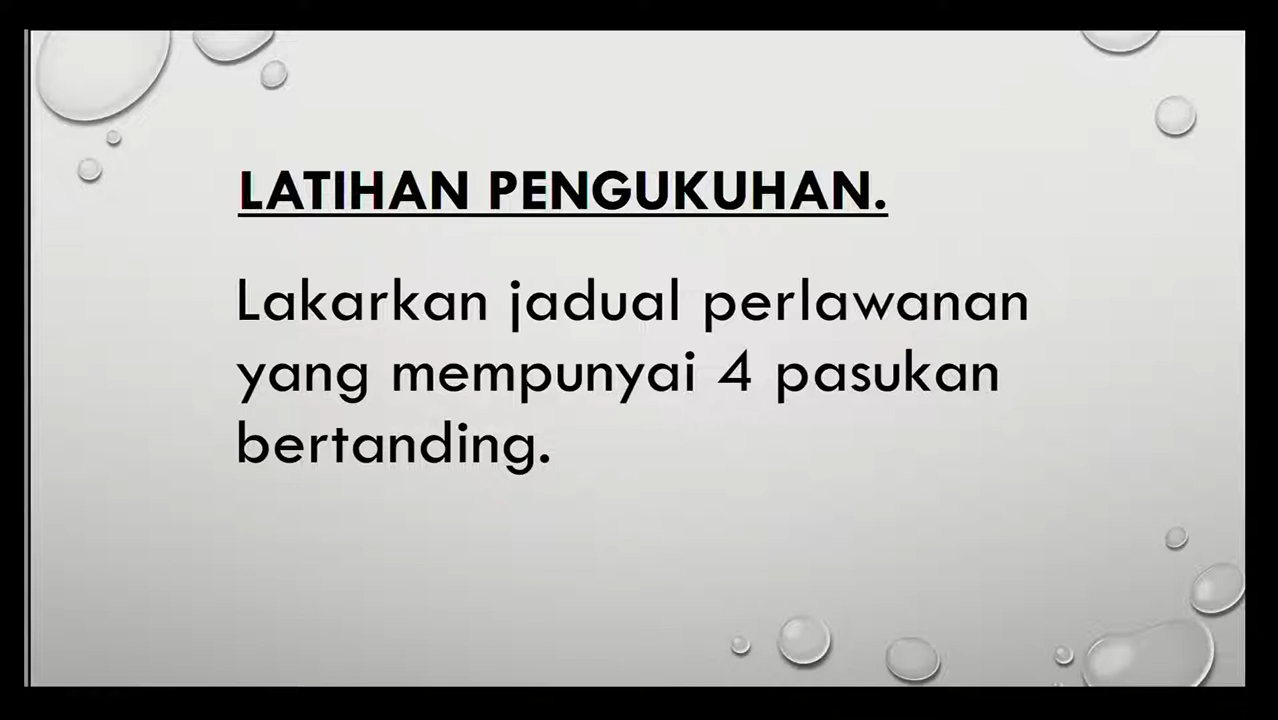 LATIHAN PENGUKUHAN.
Lakarkan jadual perlawanan
yang mempunyai 4 pasukan
bertanding.